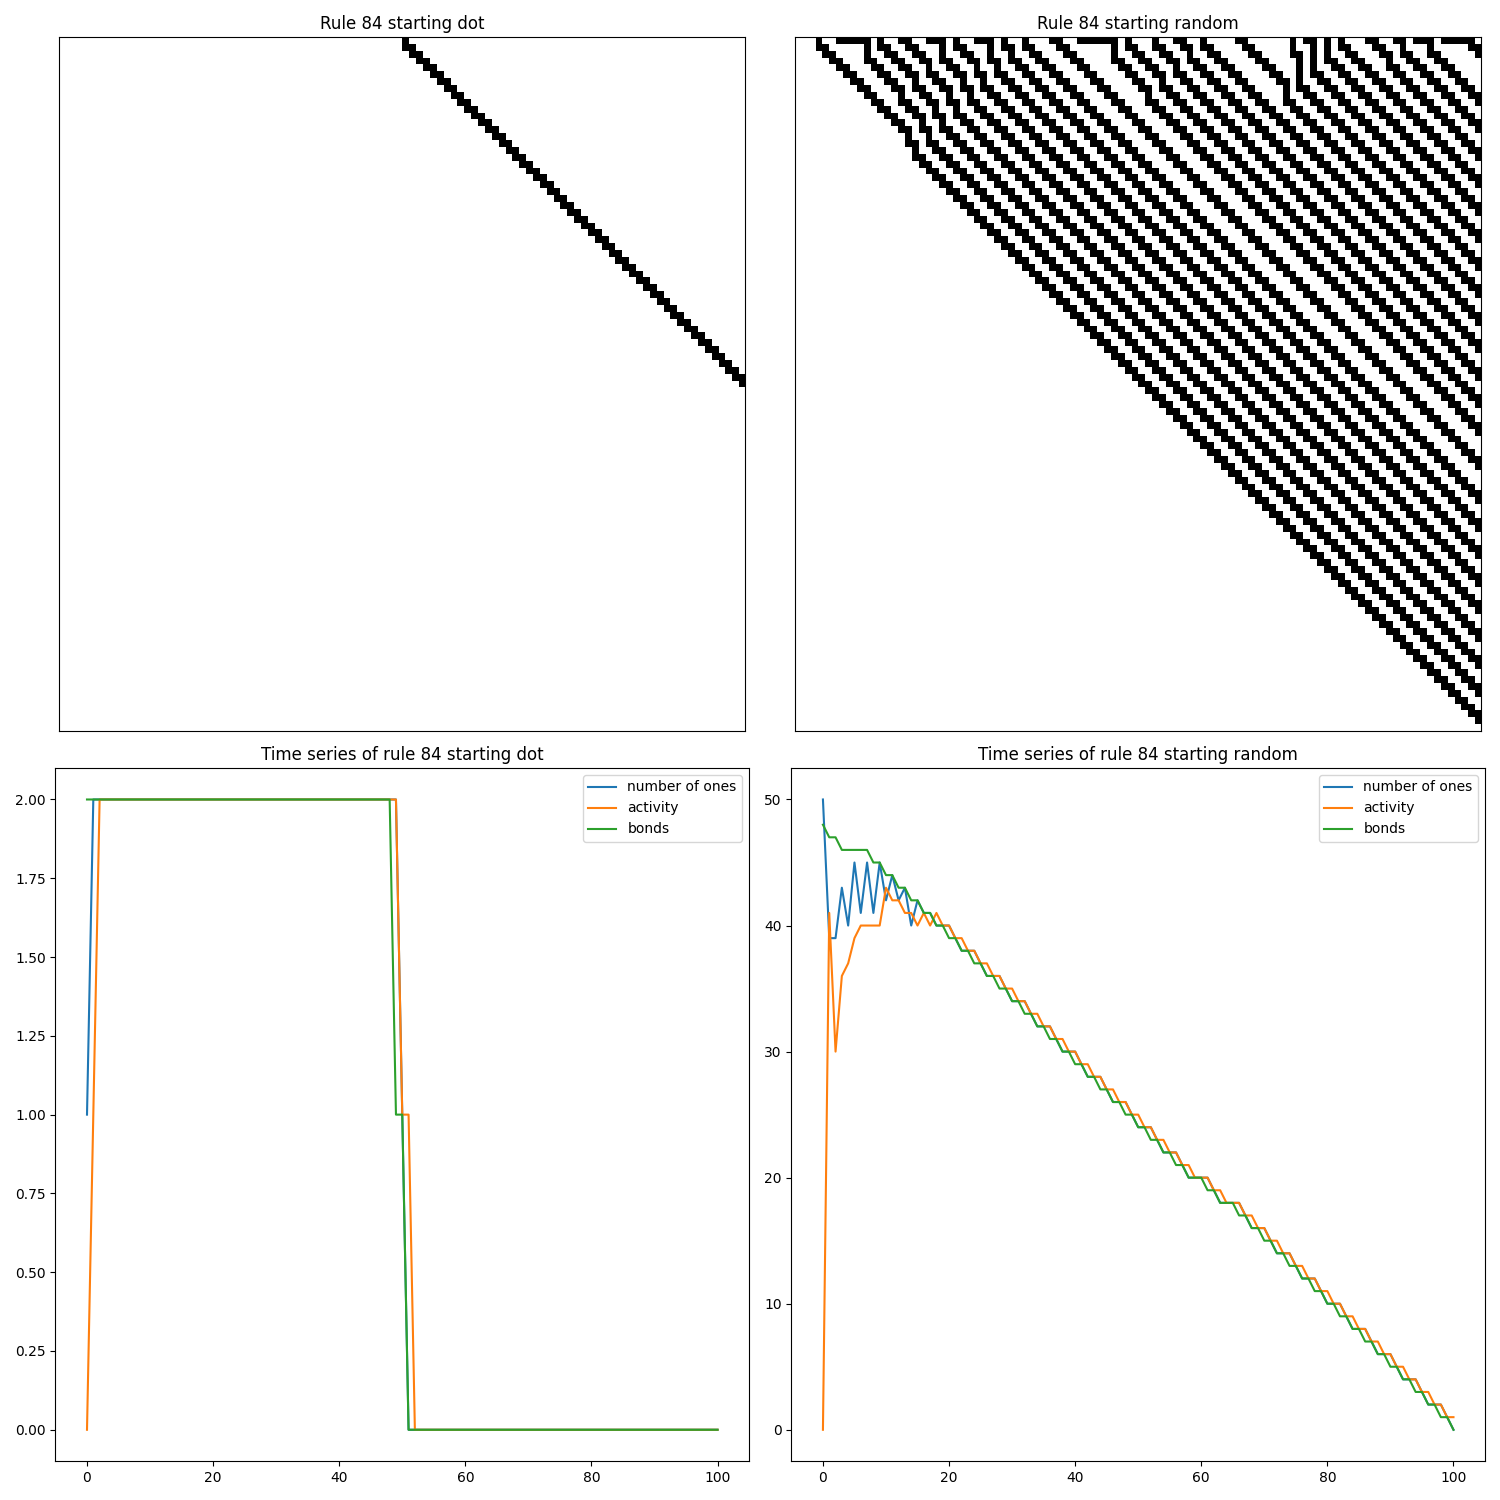 Rule 84 starting dot
Rule 84 starting random
Time series of rule 84 starting dot
2.00
1.75
1.50
1.25
1.00
0.75
0.50
0.25
0.00
0 20 40 60 80 100
number of ones
activity
bonds
Time series of rule 84 starting random
50
40
30
20
10
0
0 20 40 60 80 100
number of ones
activity
bonds